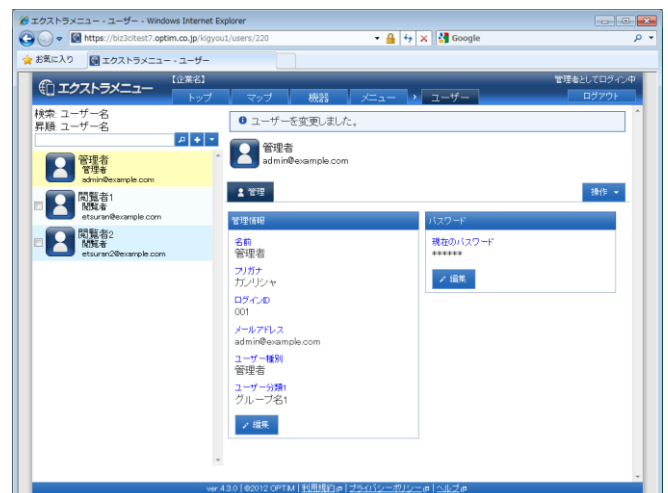 エクストラメニュー - ユーザー - Windows Internet Explorer
https://biz3citest7.optim.co.jp/kigyou1/users/220
Google
お気に入り
エクストラメニュー - ユーザー
エクストラメニュー
【企業名】
管理者としてログイン中
トップ
マップ
機器
メニュー
ユーザー
ログアウト
検索: ユーザー名
昇順: ユーザー名
管理者
管理者
admin@example.com
閲覧者1
閲覧者
etsuran@example.com
閲覧者2
閲覧者
etsuran2@example.com
ユーザーを変更しました。
管理者
admin@example.com
管理
操作
管理情報
名前
管理者
フリガナ
カンリシャ
ログインID
001
メールアドレス
admin@example.com
ユーザー種別
管理者
ユーザー分類1
グループ名1
編集
パスワード
現在のパスワード
******
編集
ver.4.3.0 | ©2012 OPTiM | 利用規約 | プライバシーポリシー | ヘルプ